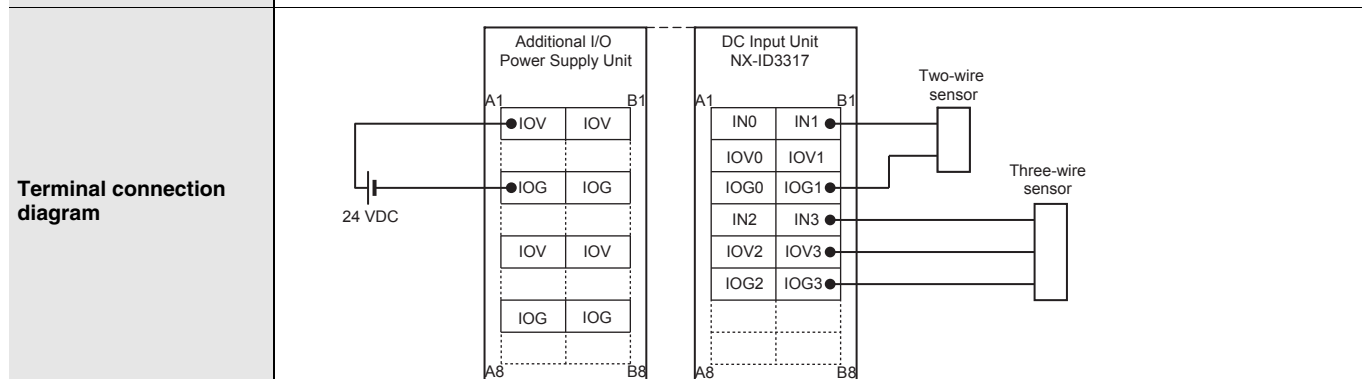 Terminal connection
diagram
Additional I/O
Power Supply Unit
A1 B1
IOV IOV
IOG IOG
IOV IOV
IOG IOG
A8 B8
24 VDC
DC Input Unit
NX-ID3317
A1 B1
IN0 IN1
IOV0 IOV1
IOG0 IOG1
IN2 IN3
IOV2 IOV3
IOG2 IOG3
A8 B8
Two-wire
sensor
Three-wire
sensor